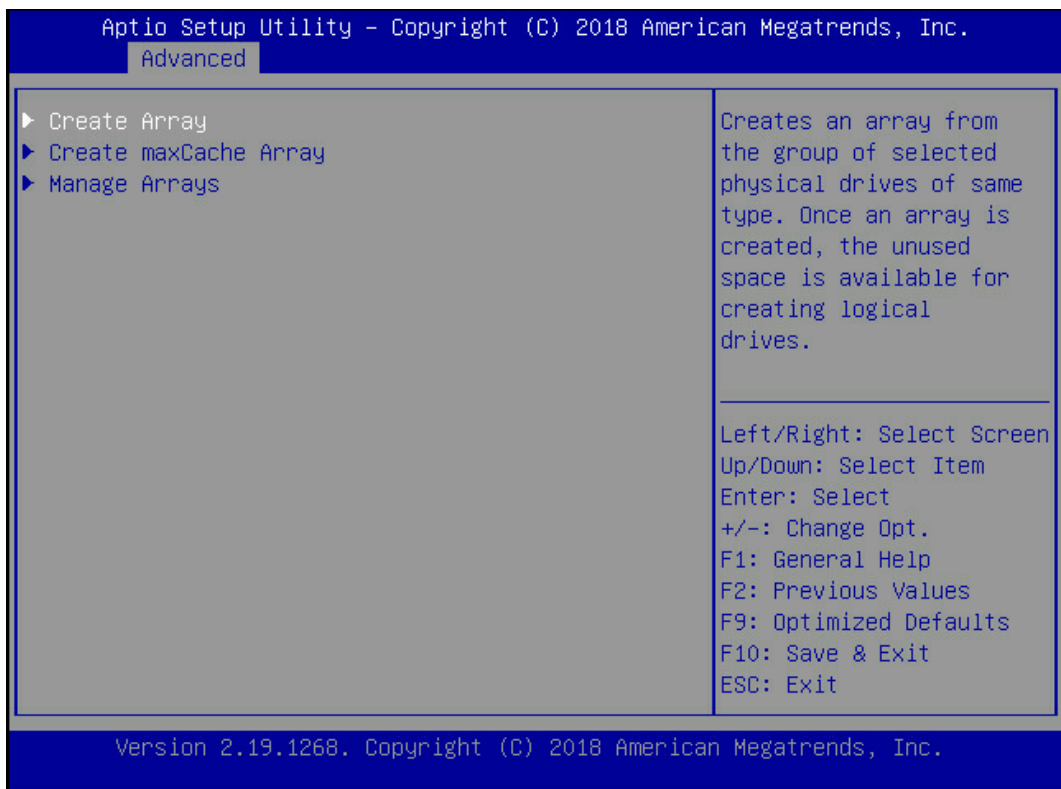 Aptio Setup Utility – Copyright (C) 2018 American Megatrends, Inc.
Advanced
Create Array
Create maxCache Array
Manage Arrays
Creates an array from
the group of selected
physical drives of same
type. Once an array is
created, the unused
space is available for
creating logical
drives.
Left/Right: Select Screen
Up/Down: Select Item
Enter: Select
+/-: Change Opt.
F1: General Help
F2: Previous Values
F9: Optimized Defaults
F10: Save & Exit
ESC: Exit
Version 2.19.1268. Copyright (C) 2018 American Megatrends, Inc.